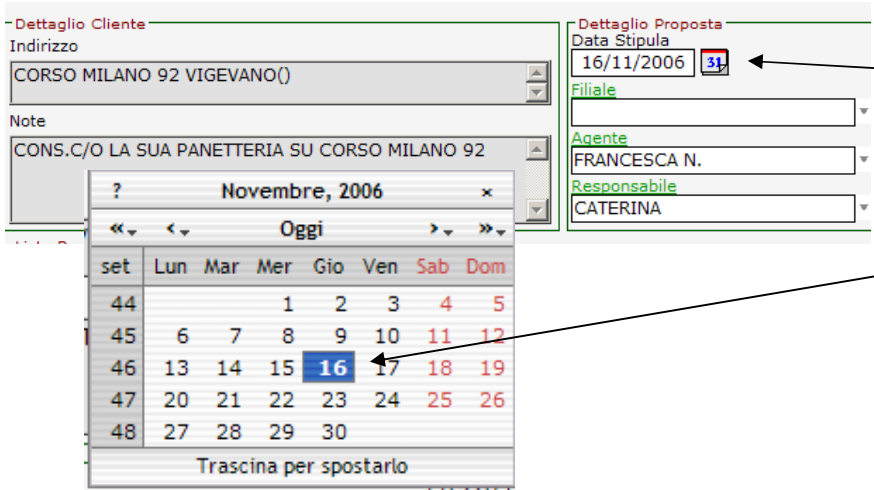 Dettaglio Cliente
Indirizzo
CORSO MILANO 92 VIGEVANO()
Note
CONS.C/O LA SUA PANETTERIA SU CORSO MILANO 92
Dettaglio Proposta
Data Stipula
16/11/2006 31
Filiale
Agente
FRANCESCA N.
Responsabile
CATERINA
? Novembre, 2006 ×
« ‹ Oggi › »
set Lun Mar Mer Gio Ven Sab Dom
44 1 2 3 4 5
45 6 7 8 9 10 11 12
46 13 14 15 16 17 18 19
47 20 21 22 23 24 25 26
48 27 28 29 30
Trascina per spostarlo